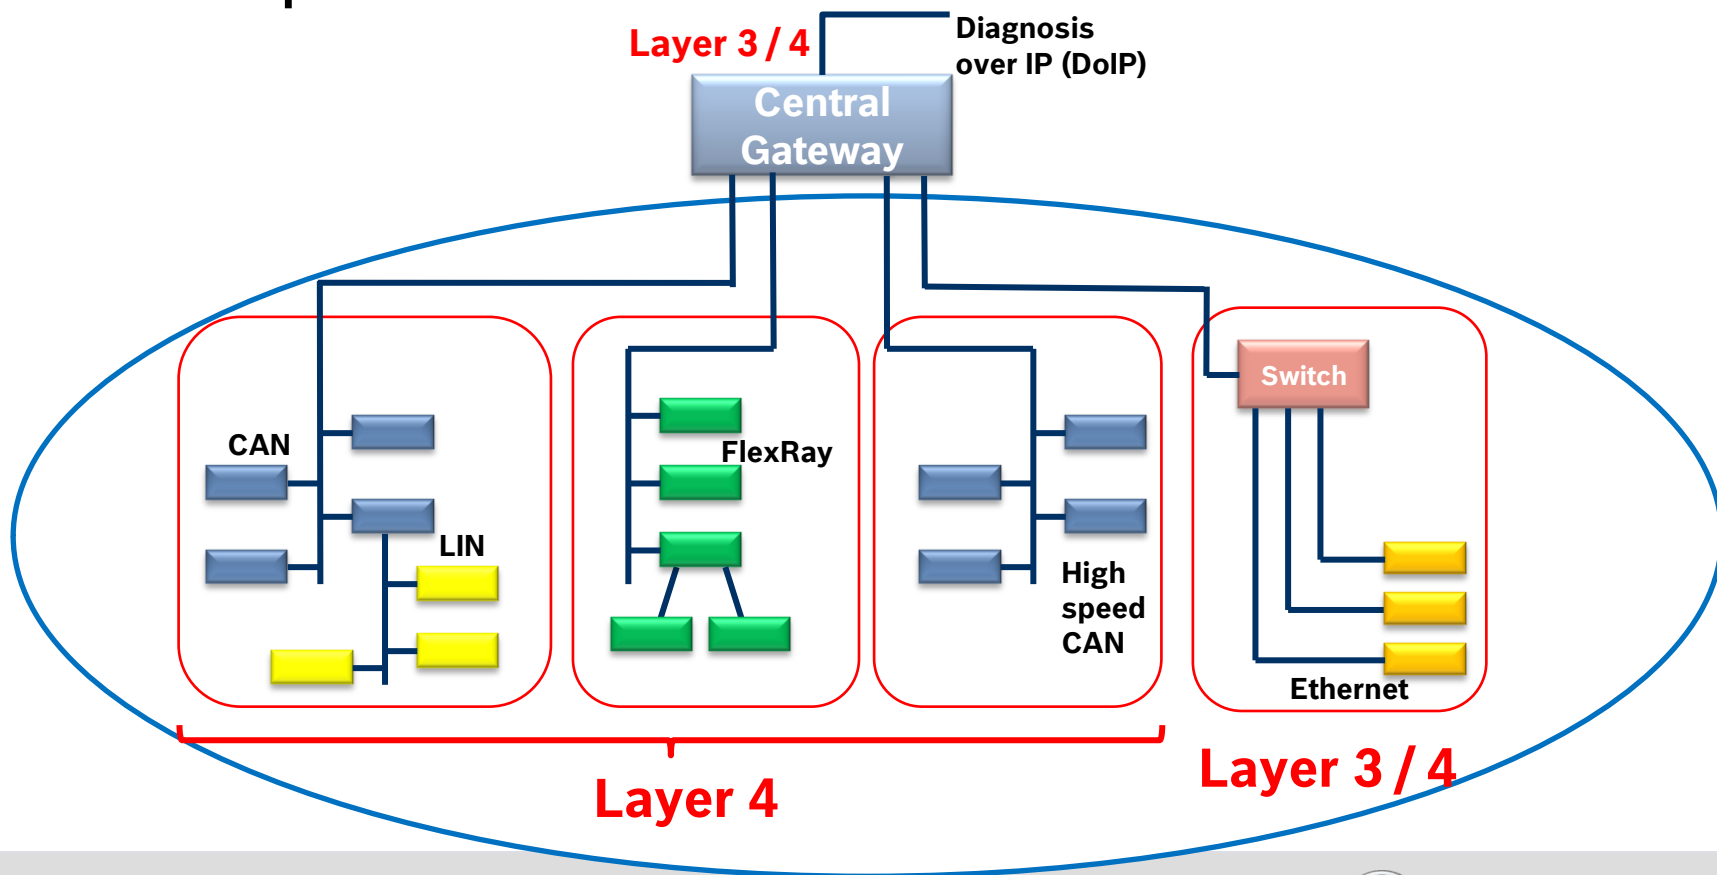 Layer 3 / 4
Diagnosis
over IP (DoIP)
Central
Gateway
CAN
LIN
FlexRay
High
speed
CAN
Switch
Ethernet
Layer 4
Layer 3 / 4